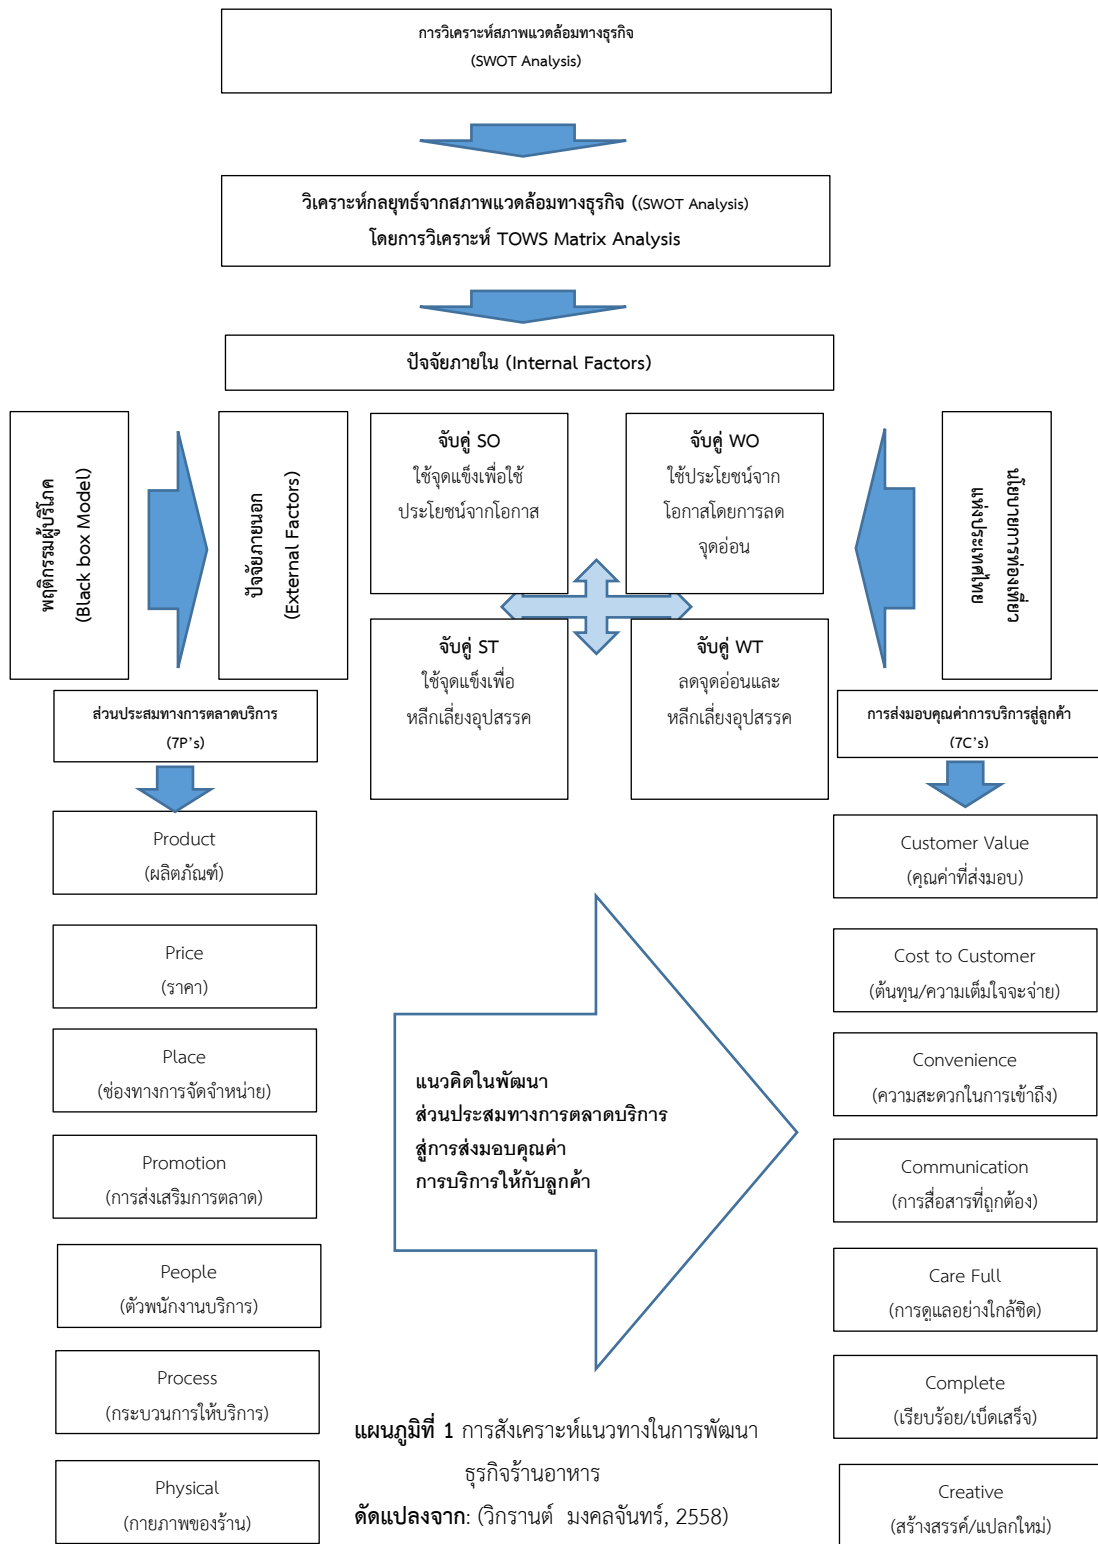 การวิเคราะห์สภาพแวดล้อมทางธุรกิจ
(SWOT Analysis)
วิเคราะห์กลยุทธ์จากสภาพแวดล้อมทางธุรกิจ ((SWOT Analysis)
โดยการวิเคราะห์ TOWS Matrix Analysis
ปัจจัยภายใน (Internal Factors)
พฤติกรรมผู้บริโภค
(Black box Model)
ปัจจัยภายนอก
(External Factors)
จับคู่ SO
ใช้จุดแข็งเพื่อใช้
ประโยชน์จากโอกาส
จับคู่ WO
ใช้ประโยชน์จาก
โอกาสโดยการลด
จุดอ่อน
จับคู่ ST
ใช้จุดแข็งเพื่อ
หลีกเลี่ยงอุปสรรค
จับคู่ WT
ลดจุดอ่อนและ
หลีกเลี่ยงอุปสรรค
นโยบายการท่องเที่ยว
แห่งประเทศไทย
ส่วนประสมทางการตลาดบริการ
(7P's)
Product
(ผลิตภัณฑ์)
Price
(ราคา)
Place
(ช่องทางการจัดจำหน่าย)
Promotion
(การส่งเสริมการตลาด)
People
(ตัวพนักงานบริการ)
Process
(กระบวนการให้บริการ)
Physical
(กายภาพของร้าน)
แนวคิดในพัฒนา
ส่วนประสมทางการตลาดบริการ
สู่การส่งมอบคุณค่า
การบริการให้กับลูกค้า
การส่งมอบคุณค่าการบริการสู่ลูกค้า
(7C's)
Customer Value
(คุณค่าที่ส่งมอบ)
Cost to Customer
(ต้นทุน/ความเต็มใจจะจ่าย)
Convenience
(ความสะดวกในการเข้าถึง)
Communication
(การสื่อสารที่ถูกต้อง)
Care Full
(การดูแลอย่างใกล้ชิด)
Complete
(เรียบร้อย/เบ็ดเสร็จ)
Creative
(สร้างสรรค์/แปลกใหม่)
แผนภูมิที่ 1 การสังเคราะห์แนวทางในการพัฒนา
ธุรกิจร้านอาหาร
ดัดแปลงจาก: (วิกรานต์ มงคลจันทร์, 2558)